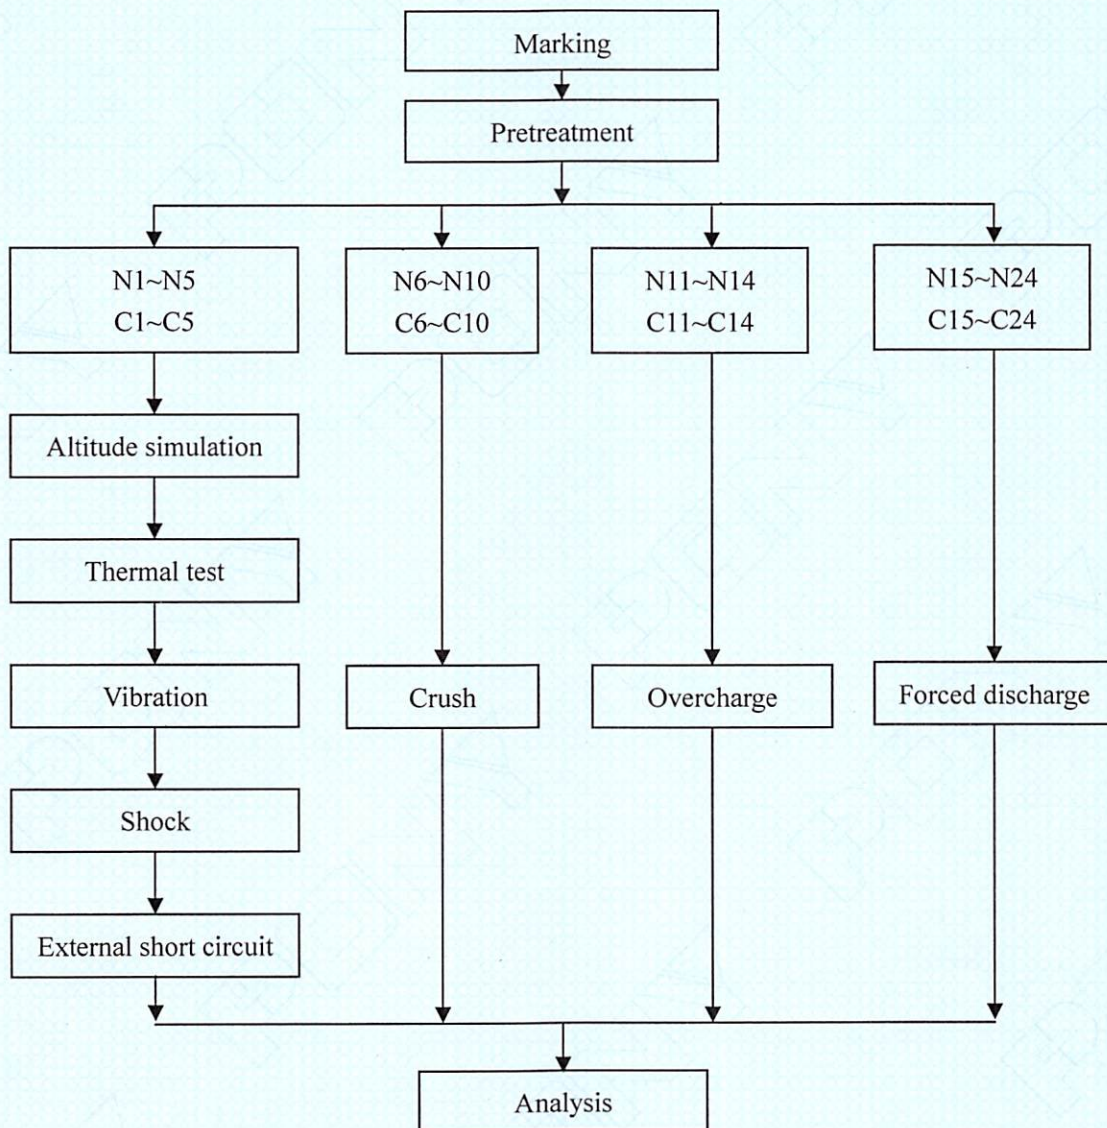 Marking
Pretreatment
N1~N5
C1~C5
N6~N10
C6~C10
N11~N14
C11~C14
N15~N24
C15~C24
Altitude simulation
Thermal test
Vibration
Crush
Overcharge
Forced discharge
Shock
External short circuit
Analysis